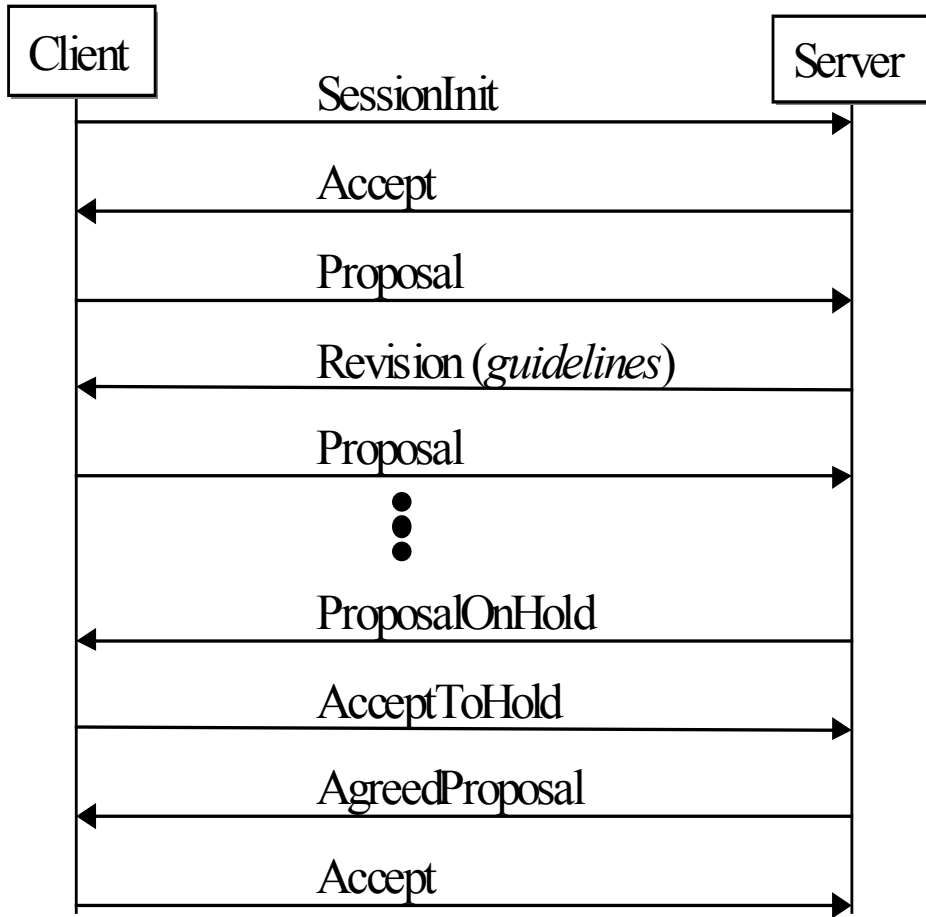 Client
Server
SessionInit
Accept
Proposal
Revision (guidelines)
Proposal
ProposalOnHold
AcceptToHold
AgreedProposal
Accept